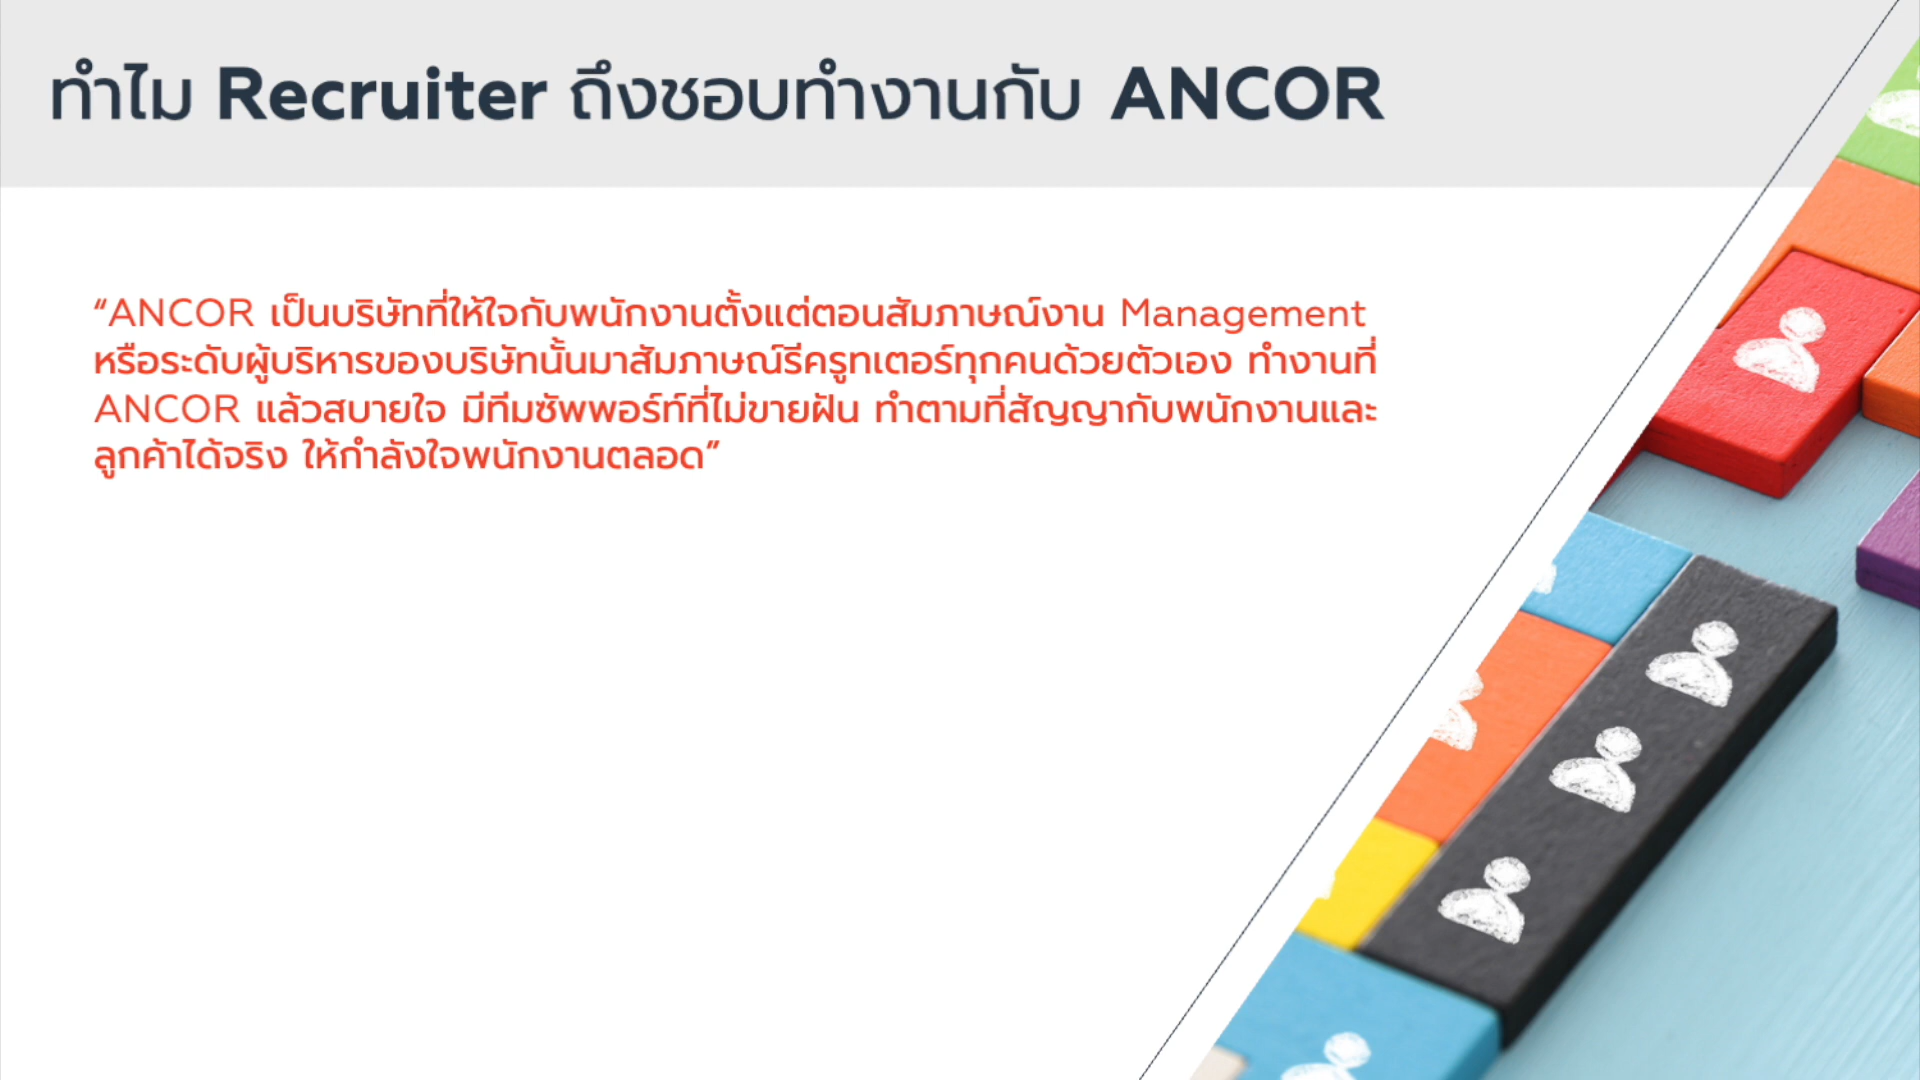 ทำไม Recruiter ถึงชอบทำงานกับ ANCOR
“ANCOR เป็นบริษัทที่ให้ใจกับพนักงานตั้งแต่ตอนสัมภาษณ์งาน Management
หรือระดับผู้บริหารของบริษัทนั้นมาสัมภาษณ์รีครูทเตอร์ทุกคนด้วยตัวเอง ทำงานที่
ANCOR แล้วสบายใจ มีทีมซัพพอร์ท์ที่ไม่ขายฝัน ทำตามที่สัญญากับพนักงานและ
ลูกค้าได้จริง ให้กำลังใจพนักงานตลอด”